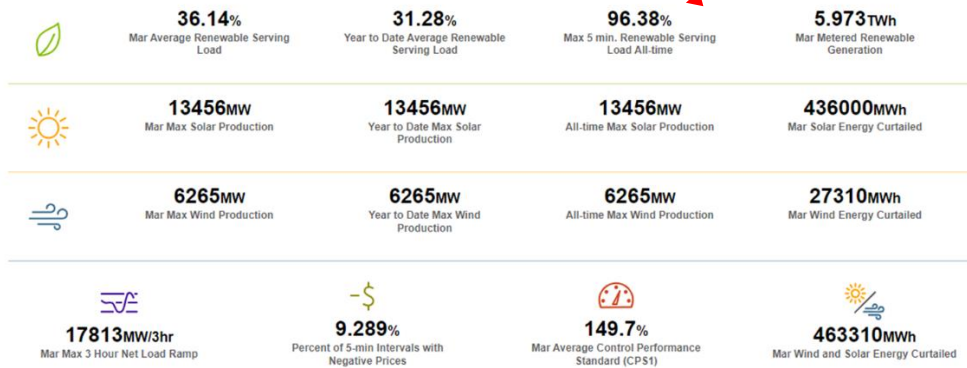 36.14%
Mar Average Renewable Serving
Load
31.28%
Year to Date Average Renewable
Serving Load
96.38%
Max 5 min. Renewable Serving
Load All-time
5.973TWh
Mar Metered Renewable
Generation
13456MW
Mar Max Solar Production
13456MW
Year to Date Max Solar
Production
13456MW
All-time Max Solar Production
436000MWh
Mar Solar Energy Curtailed
6265MW
Mar Max Wind Production
6265MW
Year to Date Max Wind
Production
6265MW
All-time Max Wind Production
27310MWh
Mar Wind Energy Curtailed
17813MW/3hr
Mar Max 3 Hour Net Load Ramp
-$
9.289%
Percent of 5-min Intervals with
Negative Prices
149.7%
Mar Average Control Performance
Standard (CPS1)
463310MWh
Mar Wind and Solar Energy Curtailed